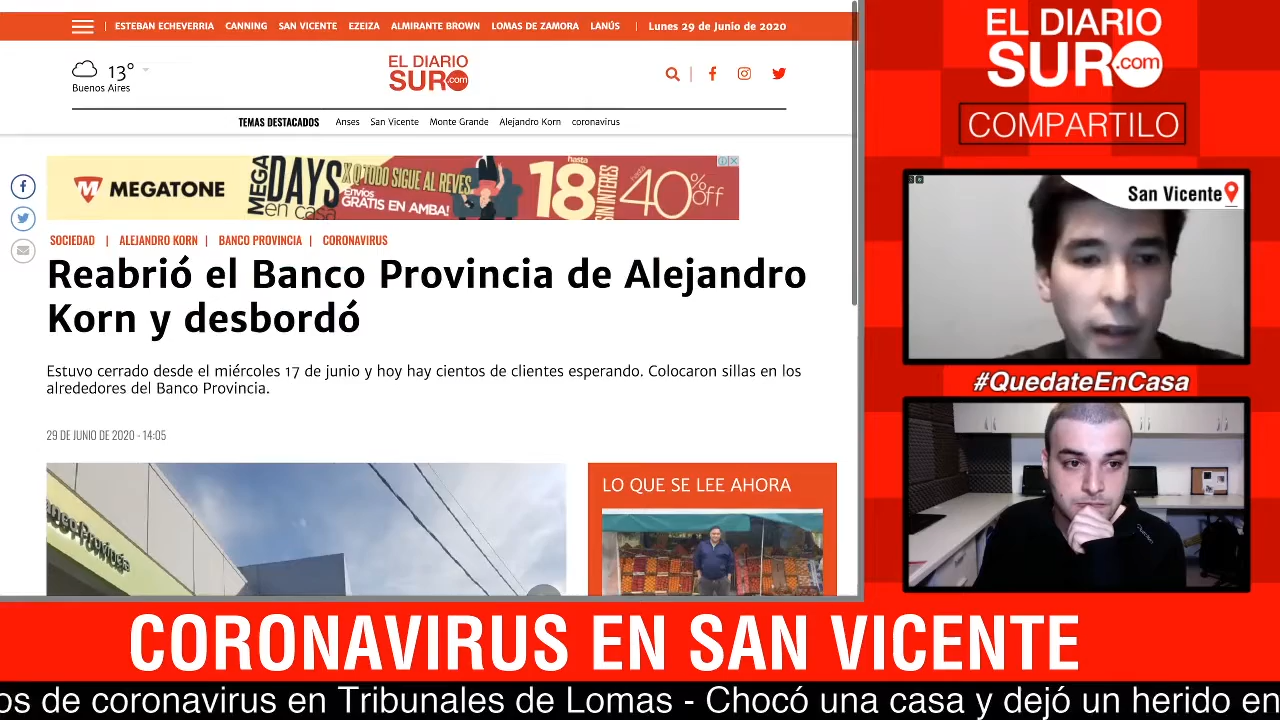 ESTEBAN ECHEVERRIA CANNING SAN VICENTE EZEIZA ALMIRANTE BROWN LOMAS DE ZAMORA LANÚS Lunes 29 de Junio de 2020
13°
Buenos Aires
EL DIARIO
SUR.com
TEMAS DESTACADOS Anses San Vicente Monte Grande Alejandro Korn coronavirus
MEGATONE
MEGA DAYS en casa
X O TODO SIGUE AL REVES
Envíos
GRATIS EN AMBA!
hasta
18
SIN INTERES
hasta
40% OFF
SOCIEDAD | ALEJANDRO KORN | BANCO PROVINCIA | CORONAVIRUS
Reabrió el Banco Provincia de Alejandro
Korn y desbordó
Estuvo cerrado desde el miércoles 17 de junio y hoy hay cientos de clientes esperando. Colocaron sillas en los
alrededores del Banco Provincia.
29 DE JUNIO DE 2020 - 14:05
Banco Provincia
LO QUE SE LEE AHORA
EL DIARIO
SUR.com
COMPARTILO
San Vicente
#QuedateEnCasa
CORONAVIRUS EN SAN VICENTE
os de coronavirus en Tribunales de Lomas - Chocó una casa y dejó un herido en